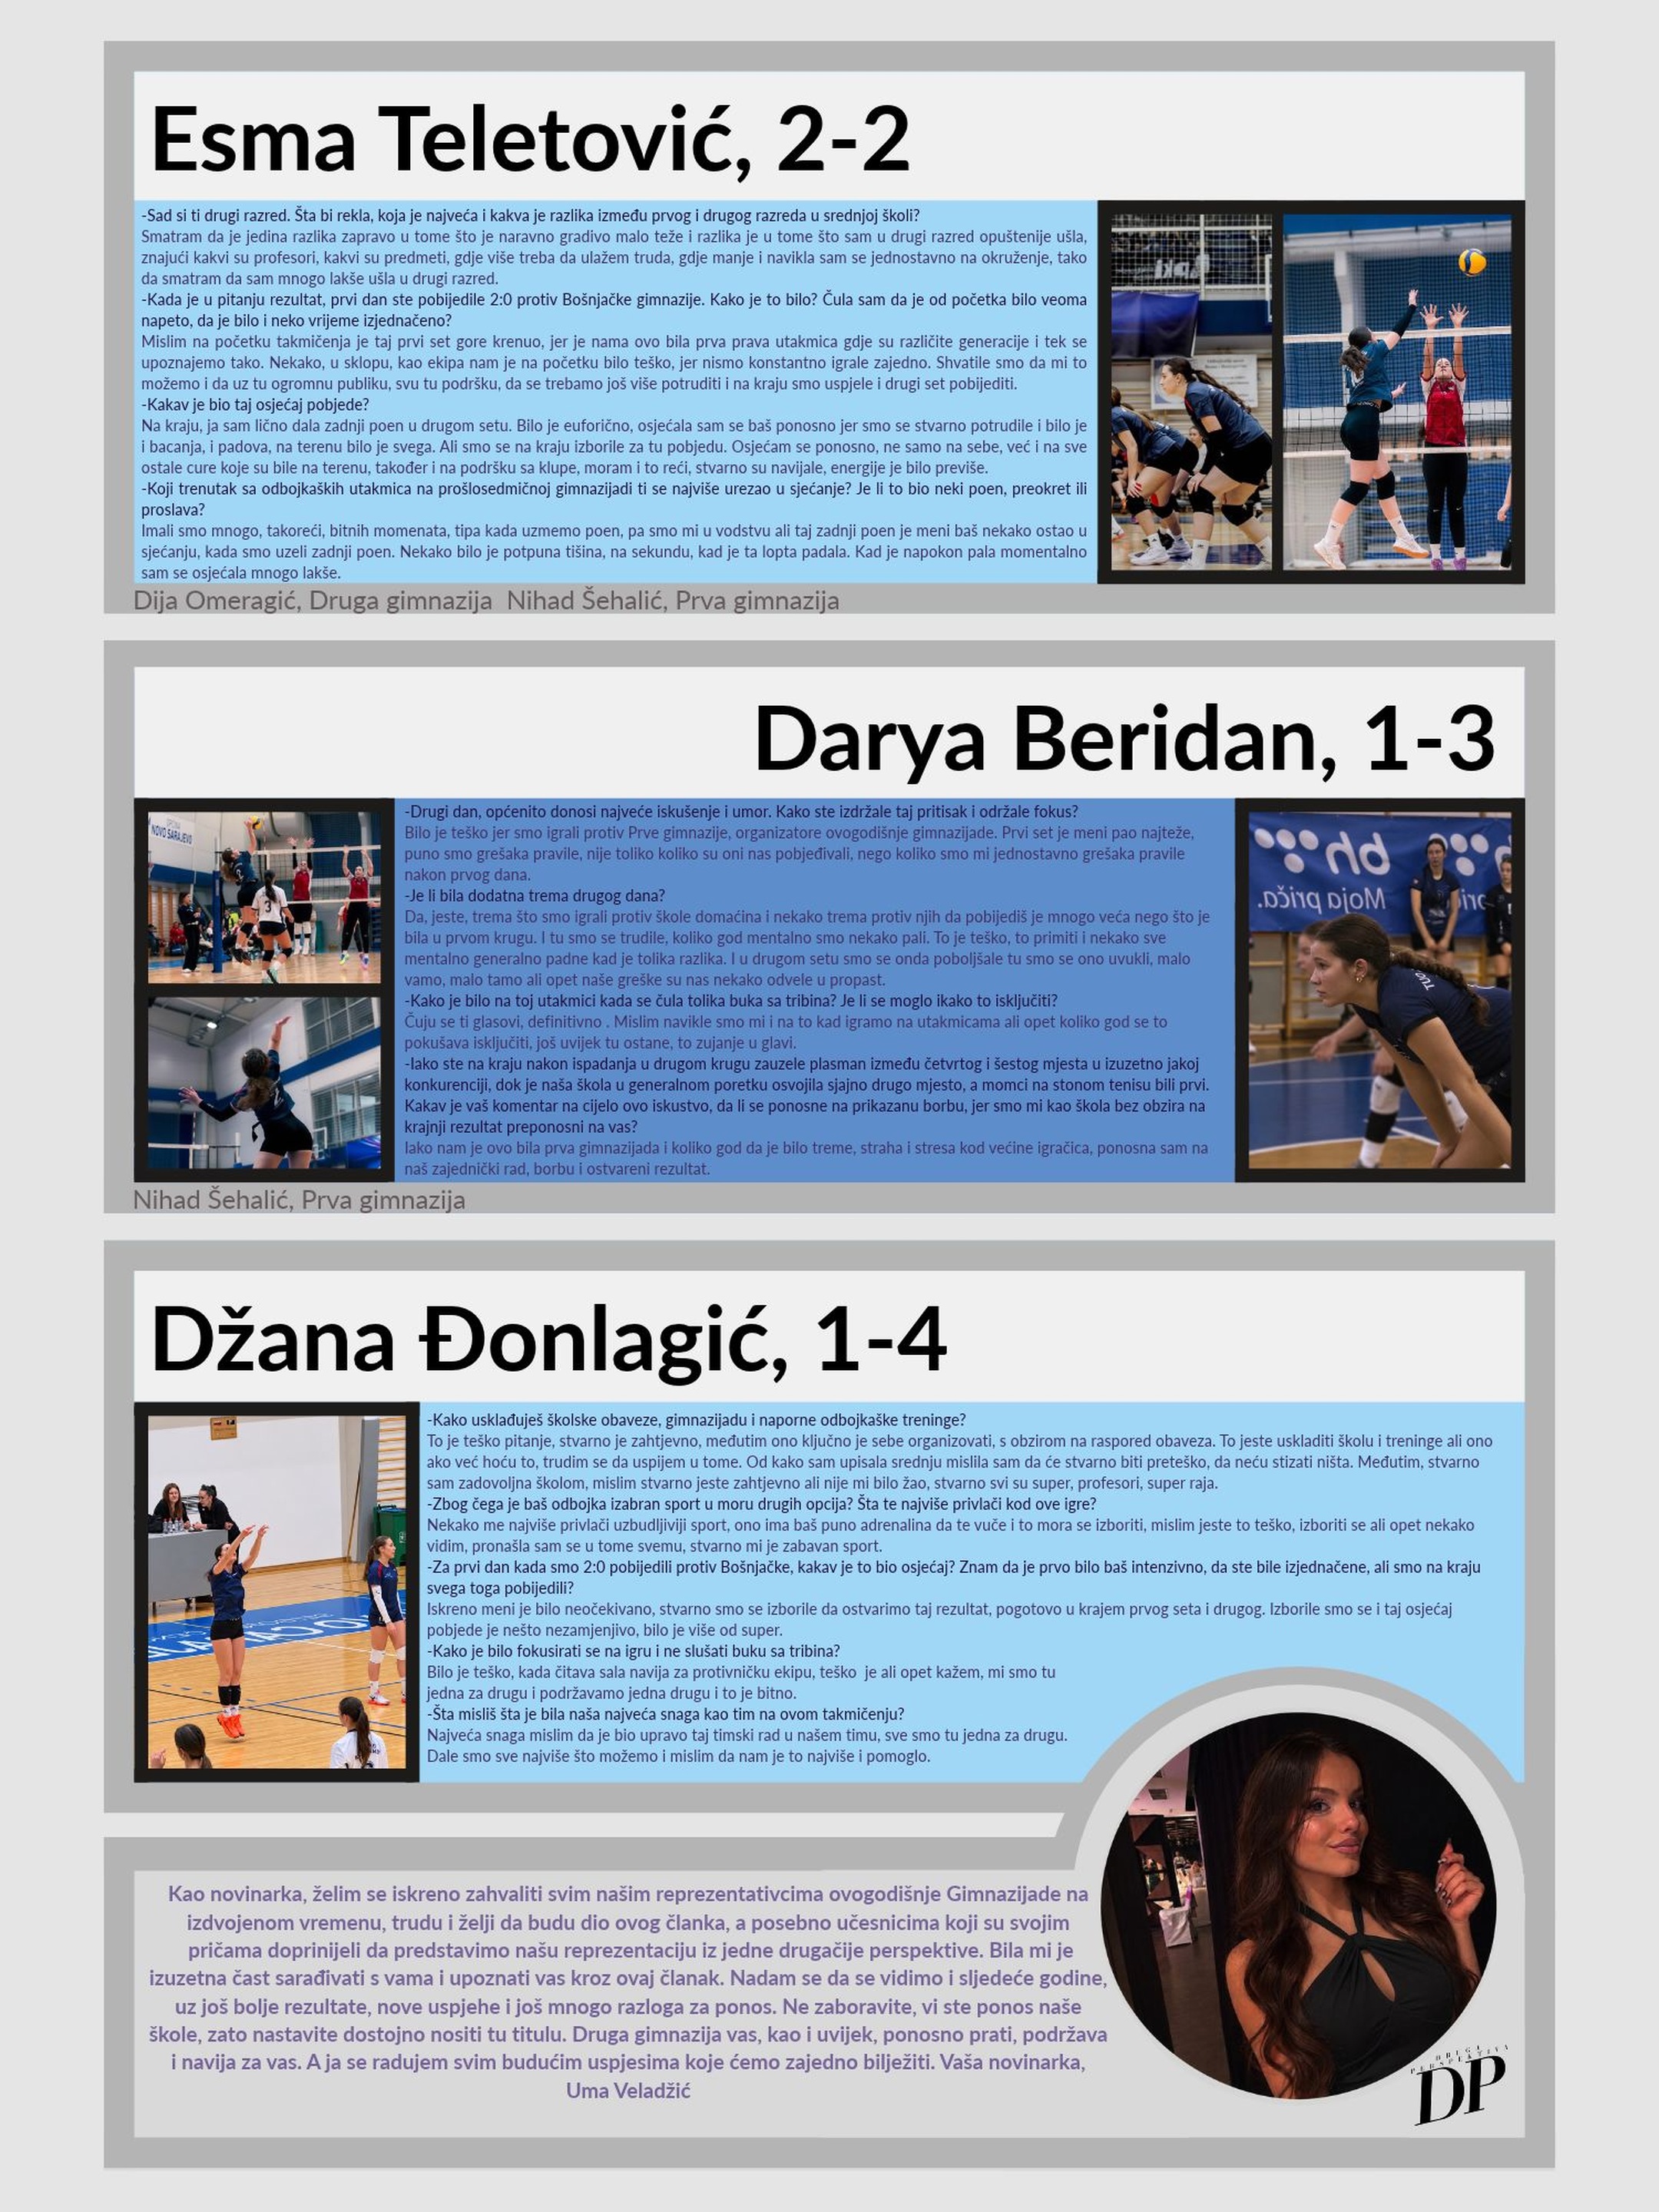 Esma Teletović, 2-2
-Sad si ti drugi razred. Šta bi rekla, koja je najveća i kakva je razlika između prvog i drugog razreda u srednjoj školi?
Smatram da je jedina razlika zapravo u tome što je naravno gradivo malo teže i razlika je u tome što sam u drugi razred opuštenije ušla,
znajući kakvi su profesori, kakvi su predmeti, gdje više treba da ulažem truda, gdje manje i navikla sam se jednostavno na okruženje, tako
da smatram da sam mnogo lakše ušla u drugi razred.
-Kada je u pitanju rezultat, prvi dan ste pobijedile 2:0 protiv Bošnjačke gimnazije. Kako je to bilo? Čula sam da je od početka bilo veoma
napeto, da je bilo i neko vrijeme izjednačeno?
Mislim na početku takmičenja je taj prvi set gore krenuo, jer je nama ovo bila prva prava utakmica gdje su različite generacije i tek se
upoznajemo tako. Nekako, u sklopu, kao ekipa nam je na početku bilo teško, jer nismo konstantno igrale zajedno. Shvatile smo da mi to
možemo i da uz tu ogromnu publiku, svu tu podršku, da se trebamo još više potruditi i na kraju smo uspjele i drugi set pobijediti.
-Kakav je bio taj osjećaj pobjede?
Na kraju, ja sam lično dala zadnji poen u drugom setu. Bilo je euforično, osjećala sam se baš ponosno jer smo se stvarno potrudile i bilo je
i bacanja, i padova, na terenu bilo je svega. Ali smo se na kraju izborile za tu pobjedu. Osjećam se ponosno, ne samo na sebe, već i na sve
ostale cure koje su bile na terenu, također i na podršku sa klupe, moram i to reći, stvarno su navijale, energije je bilo previše.
-Koji trenutak sa odbojkaških utakmica na prošlosedmičnoj gimnazijadi ti se najviše urezao u sjećanje? Je li to bio neki poen, preokret ili
proslava?
Imali smo mnogo, takoreći, bitnih momenata, tipa kada uzmemo poen, pa smo mi u vodstvu ali taj zadnji poen je meni baš nekako ostao u
sjećanju, kada smo uzeli zadnji poen. Nekako bilo je potpuna tišina, na sekundu, kad je ta lopta padala. Kad je napokon pala momentalno
sam se osjećala mnogo lakše.
Dija Omeragić, Druga gimnazija  Nihad Šehalić, Prva gimnazija
Darya Beridan, 1-3
NOVO SARAJEVO
-Drugi dan, općenito donosi najveće iskušenje i umor. Kako ste izdržale taj pritisak i održale fokus?
Bilo je teško jer smo igrali protiv Prve gimnazije, organizatore ovogodišnje gimnazijade. Prvi set je meni pao najteže,
puno smo grešaka pravile, nije toliko koliko su oni nas pobjeđivali, nego koliko smo mi jednostavno grešaka pravile
nakon prvog dana.
-Je li bila dodatna trema drugog dana?
Da, jeste, trema što smo igrali protiv škole domaćina i nekako trema protiv njih da pobijediš je mnogo veća nego što je
bila u prvom krugu. I tu smo se trudile, koliko god mentalno smo nekako pali. To je teško, to primiti i nekako sve
mentalno generalno padne kad je tolika razlika. I u drugom setu smo se onda poboljšale tu smo se ono uvukli, malo
vamo, malo tamo ali opet naše greške su nas nekako odvele u propast.
-Kako je bilo na toj utakmici kada se čula tolika buka sa tribina? Je li se moglo ikako to isključiti?
Čuju se ti glasovi, definitivno . Mislim navikle smo mi i na to kad igramo na utakmicama ali opet koliko god se to
pokušava isključiti, još uvijek tu ostane, to zujanje u glavi.
-Iako ste na kraju nakon ispadanja u drugom krugu zauzele plasman između četvrtog i šestog mjesta u izuzetno jakoj
konkurenciji, dok je naša škola u generalnom poretku osvojila sjajno drugo mjesto, a momci na stonom tenisu bili prvi.
Kakav je vaš komentar na cijelo ovo iskustvo, da li se ponosne na prikazanu borbu, jer smo mi kao škola bez obzira na
krajnji rezultat preponosni na vas?
Iako nam je ovo bila prva gimnazijada i koliko god da je bilo treme, straha i stresa kod većine igračica, ponosna sam na
naš zajednički rad, borbu i ostvareni rezultat.
bh
Moja priča.
Nihad Šehalić, Prva gimnazija
Džana Đonlagić, 1-4
-Kako usklađuješ školske obaveze, gimnazijadu i naporne odbojkaške treninge?
To je teško pitanje, stvarno je zahtjevno, međutim ono ključno je sebe organizovati, s obzirom na raspored obaveza. To jeste uskladiti školu i treninge ali ono
ako već hoću to, trudim se da uspijem u tome. Od kako sam upisala srednju mislila sam da će stvarno biti preteško, da neću stizati ništa. Međutim, stvarno
sam zadovoljna školom, mislim stvarno jeste zahtjevno ali nije mi bilo žao, stvarno svi su super, profesori, super raja.
-Zbog čega je baš odbojka izabran sport u moru drugih opcija? Šta te najviše privlači kod ove igre?
Nekako me najviše privlači uzbudljiviji sport, ono ima baš puno adrenalina da te vuče i to mora se izboriti, mislim jeste to teško, izboriti se ali opet nekako
vidim, pronašla sam se u tome svemu, stvarno mi je zabavan sport.
-Za prvi dan kada smo 2:0 pobijedili protiv Bošnjačke, kakav je to bio osjećaj? Znam da je prvo bilo baš intenzivno, da ste bile izjednačene, ali smo na kraju
svega toga pobijedili?
Iskreno meni je bilo neočekivano, stvarno smo se izborile da ostvarimo taj rezultat, pogotovo u krajem prvog seta i drugog. Izborile smo se i taj osjećaj
pobjede je nešto nezamjenjivo, bilo je više od super.
-Kako je bilo fokusirati se na igru i ne slušati buku sa tribina?
Bilo je teško, kada čitava sala navija za protivničku ekipu, teško  je ali opet kažem, mi smo tu
jedna za drugu i podržavamo jedna drugu i to je bitno.
-Šta misliš šta je bila naša najveća snaga kao tim na ovom takmičenju?
Najveća snaga mislim da je bio upravo taj timski rad u našem timu, sve smo tu jedna za drugu.
Dale smo sve najviše što možemo i mislim da nam je to najviše i pomoglo.
Kao novinarka, želim se iskreno zahvaliti svim našim reprezentativcima ovogodišnje Gimnazijade na
izdvojenom vremenu, trudu i želji da budu dio ovog članka, a posebno učesnicima koji su svojim
pričama doprinijeli da predstavimo našu reprezentaciju iz jedne drugačije perspektive. Bila mi je
izuzetna čast sarađivati s vama i upoznati vas kroz ovaj članak. Nadam se da se vidimo i sljedeće godine,
uz još bolje rezultate, nove uspjehe i još mnogo razloga za ponos. Ne zaboravite, vi ste ponos naše
škole, zato nastavite dostojno nositi tu titulu. Druga gimnazija vas, kao i uvijek, ponosno prati, podržava
i navija za vas. A ja se radujem svim budućim uspjesima koje ćemo zajedno bilježiti. Vaša novinarka,
Uma Veladžić
DRUGA
PERSPEKTIVA
DP